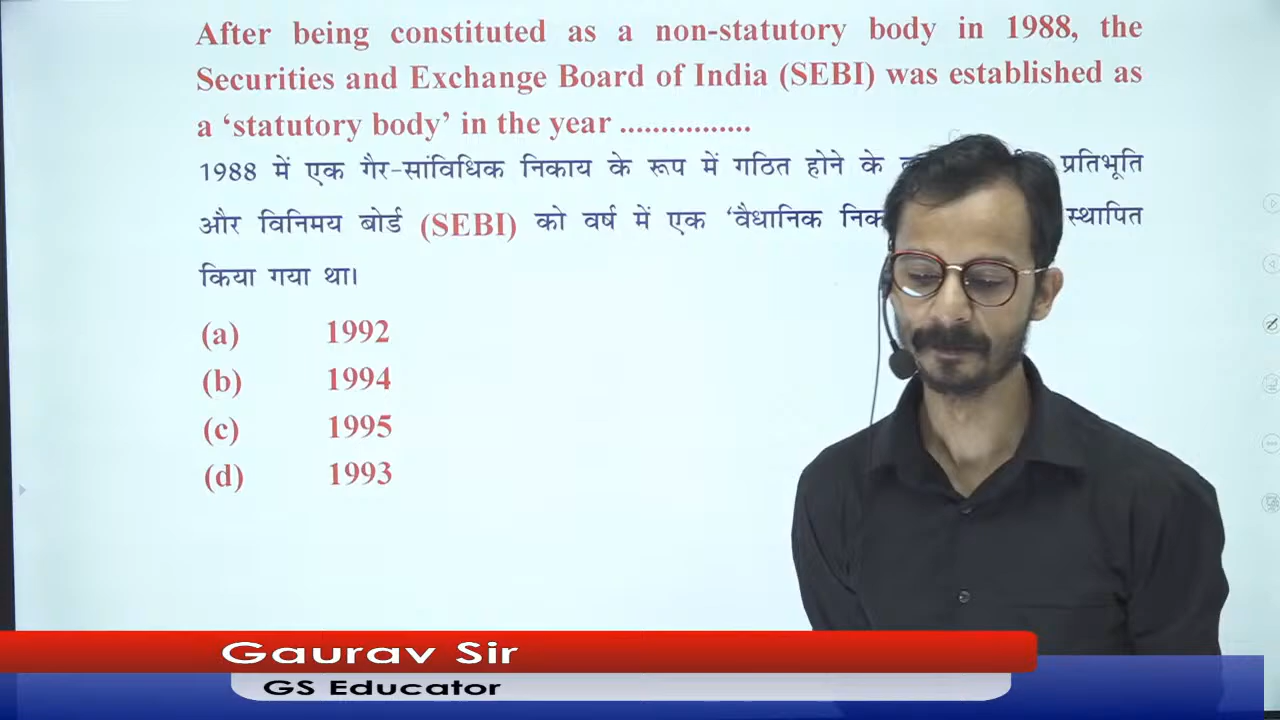 After being constituted as a non-statutory body in 1988, the
Securities and Exchange Board of India (SEBI) was established as
a ‘statutory body’ in the year ................
1988 में एक गैर-सांविधिक निकाय के रूप में गठित होने के प्रतिभूति
और विनिमय बोर्ड (SEBI) को वर्ष में एक ‘वैधानिक स्थापित
किया गया था।
(a) 1992
(b) 1994
(c) 1995
(d) 1993
Gaurav Sir
GS Educator